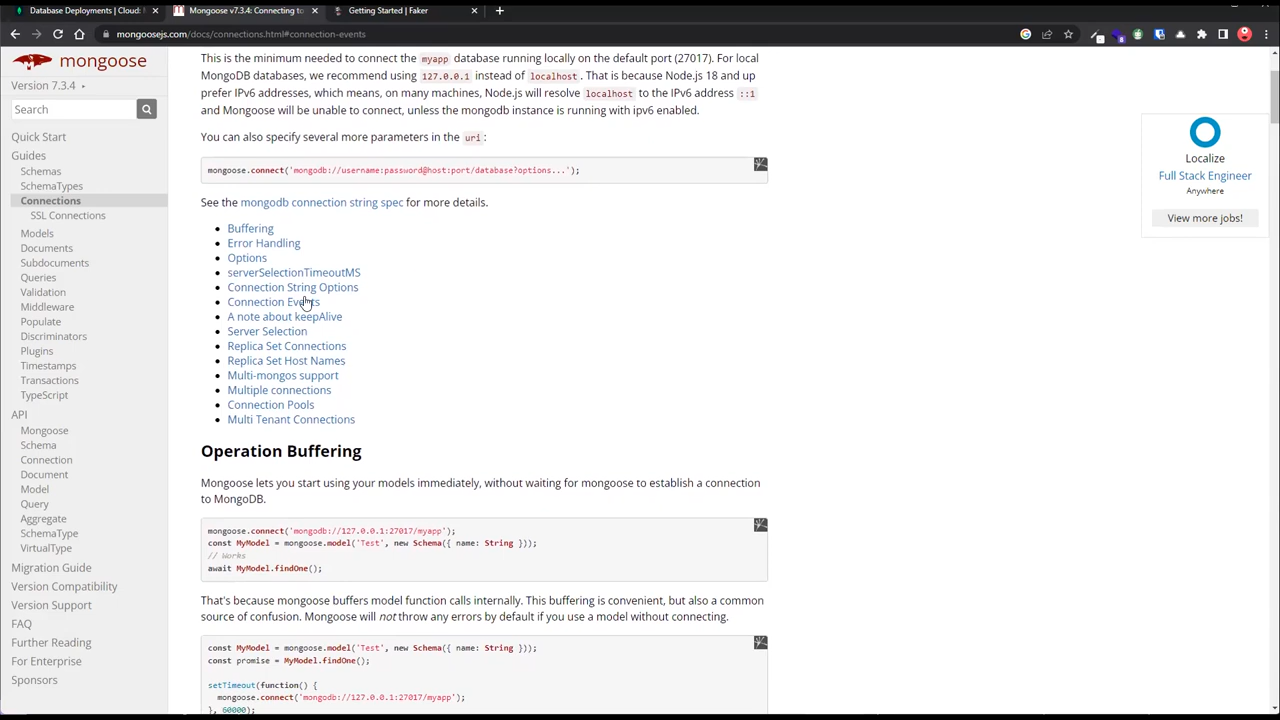 Database Deployments | Cloud: M
Mongoose v7.3.4: Connecting to
Getting Started | Faker
mongoosejs.com/docs/connections.html#connection-events
mongoose
Version 7.3.4
Search
Quick Start
Guides
Schemas
SchemaTypes
Connections
SSL Connections
Models
Documents
Subdocuments
Queries
Validation
Middleware
Populate
Discriminators
Plugins
Timestamps
Transactions
TypeScript
API
Mongoose
Schema
Connection
Document
Model
Query
Aggregate
SchemaType
VirtualType
Migration Guide
Version Compatibility
Version Support
FAQ
Further Reading
For Enterprise
Sponsors
This is the minimum needed to connect the myapp database running locally on the default port (27017). For local
MongoDB databases, we recommend using 127.0.0.1 instead of localhost. That is because Node.js 18 and up
prefer IPv6 addresses, which means, on many machines, Node.js will resolve localhost to the IPv6 address ::1
and Mongoose will be unable to connect, unless the mongodb instance is running with ipv6 enabled.
You can also specify several more parameters in the uri:
mongoose.connect('mongodb://username:password@host:port/database?options...');
See the mongodb connection string spec for more details.
Buffering
Error Handling
Options
serverSelectionTimeoutMS
Connection String Options
Connection Events
A note about keepAlive
Server Selection
Replica Set Connections
Replica Set Host Names
Multi-mongos support
Multiple connections
Connection Pools
Multi Tenant Connections
Operation Buffering
Mongoose lets you start using your models immediately, without waiting for mongoose to establish a connection
to MongoDB.
mongoose.connect('mongodb://127.0.0.1:27017/myapp');
const MyModel = mongoose.model('Test', new Schema({ name: String }));
// Works
await MyModel.findOne();
That's because mongoose buffers model function calls internally. This buffering is convenient, but also a common
source of confusion. Mongoose will not throw any errors by default if you use a model without connecting.
const MyModel = mongoose.model('Test', new Schema({ name: String }));
const promise = MyModel.findOne();
setTimeout(function() {
mongoose.connect('mongodb://127.0.0.1:27017/myapp');
}, 60000);
Localize
Full Stack Engineer
Anywhere
View more jobs!